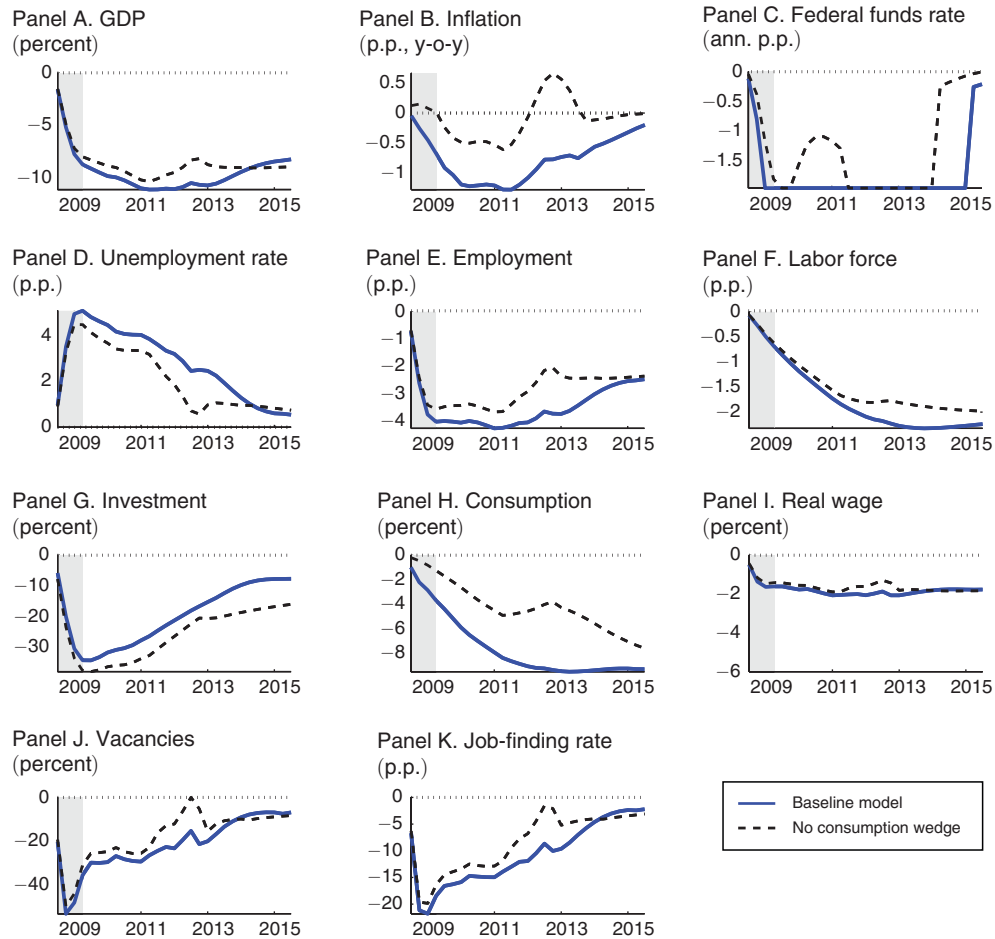 Panel A. GDP
(percent)
0
−5
−10
2009 2011 2013 2015
Panel B. Inflation
(p.p., y-o-y)
0.5
0
−0.5
−1
2009 2011 2013 2015
Panel C. Federal funds rate
(ann. p.p.)
0
−0.5
−1
−1.5
2009 2011 2013 2015
Panel D. Unemployment rate
(p.p.)
4
2
0
2009 2011 2013 2015
Panel E. Employment
(p.p.)
0
−1
−2
−3
−4
2009 2011 2013 2015
Panel F. Labor force
(p.p.)
0
−0.5
−1
−1.5
−2
2009 2011 2013 2015
Panel G. Investment
(percent)
0
−10
−20
−30
2009 2011 2013 2015
Panel H. Consumption
(percent)
0
−2
−4
−6
−8
2009 2011 2013 2015
Panel I. Real wage
(percent)
0
−2
−4
−6
2009 2011 2013 2015
Panel J. Vacancies
(percent)
0
−20
−40
2009 2011 2013 2015
Panel K. Job-finding rate
(p.p.)
0
−5
−10
−15
−20
2009 2011 2013 2015
Baseline model
No consumption wedge